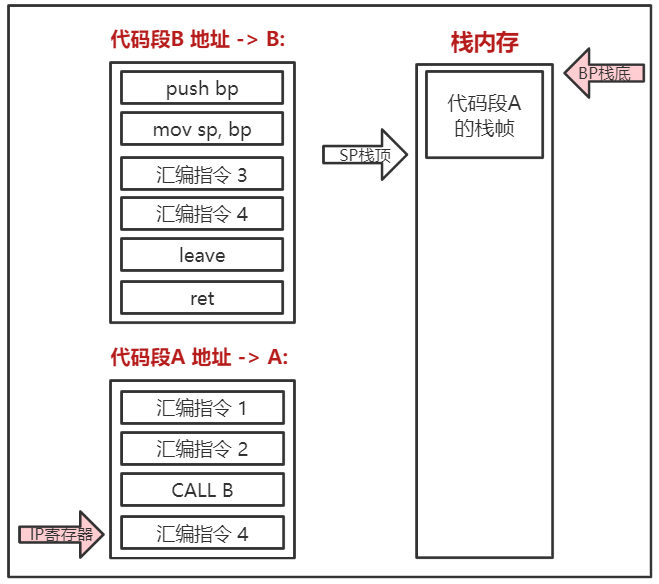 代码段B 地址 -> B:
push bp
mov sp, bp
汇编指令 3
汇编指令 4
leave
ret
代码段A 地址 -> A:
汇编指令 1
汇编指令 2
CALL B
汇编指令 4
IP寄存器
栈内存
BP栈底
代码段A
的栈帧
SP栈顶